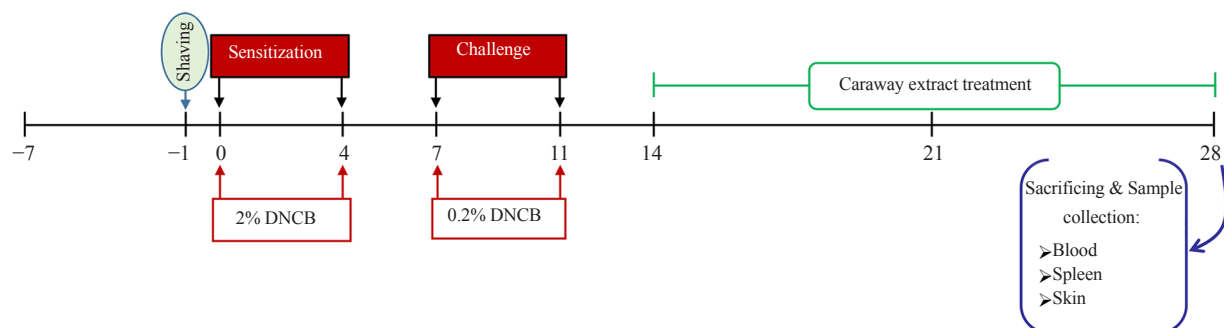 Shaving
Sensitization
Challenge
Caraway extract treatment
−7
−1
0
4
7
11
14
21
28
2% DNCB
0.2% DNCB
Sacrificing & Sample
collection:
➢Blood
➢Spleen
➢Skin